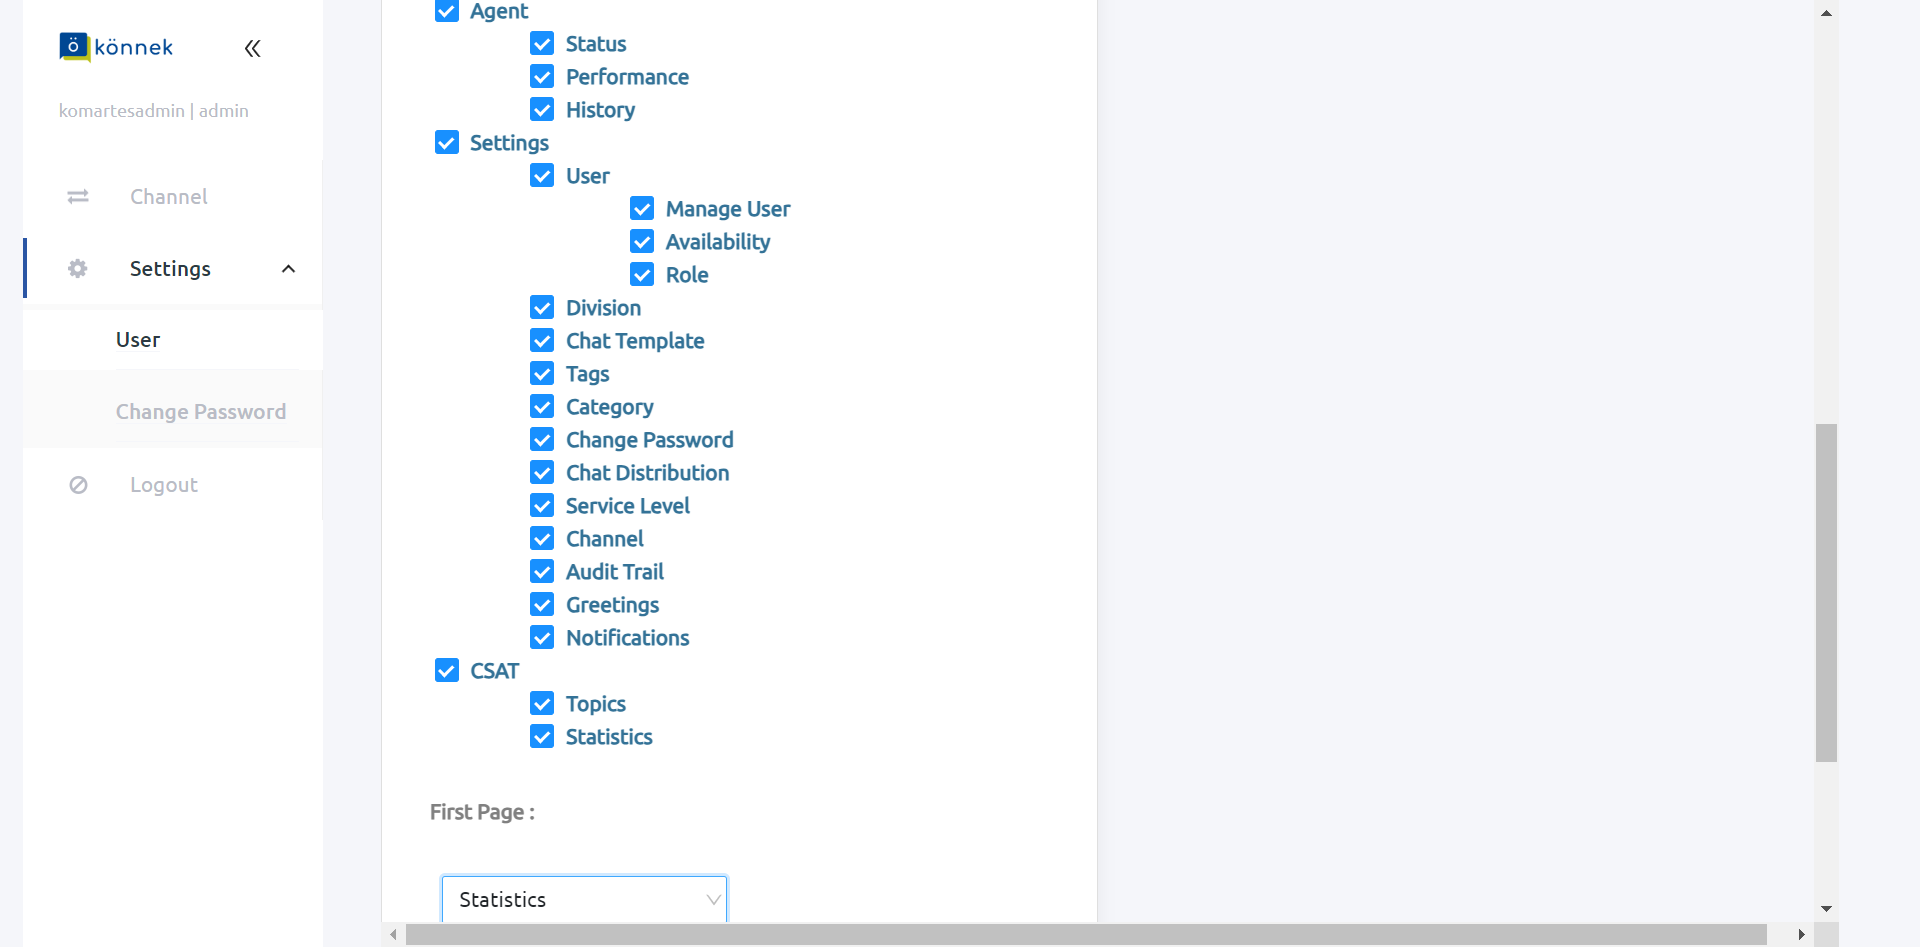 könnek
komartesadmin | admin
Channel
Settings
User
Change Password
Logout
Agent
Status
Performance
History
Settings
User
Manage User
Availability
Role
Division
Chat Template
Tags
Category
Change Password
Chat Distribution
Service Level
Channel
Audit Trail
Greetings
Notifications
CSAT
Topics
Statistics
First Page :
Statistics